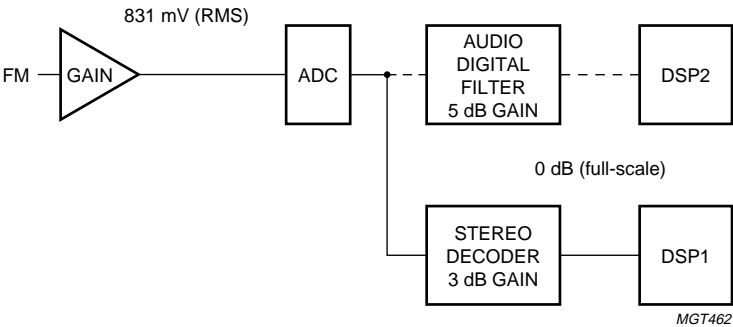 831 mV (RMS)
FM
GAIN
ADC
AUDIO
DIGITAL
FILTER
5 dB GAIN
DSP2
0 dB (full-scale)
STEREO
DECODER
3 dB GAIN
DSP1
MGT462